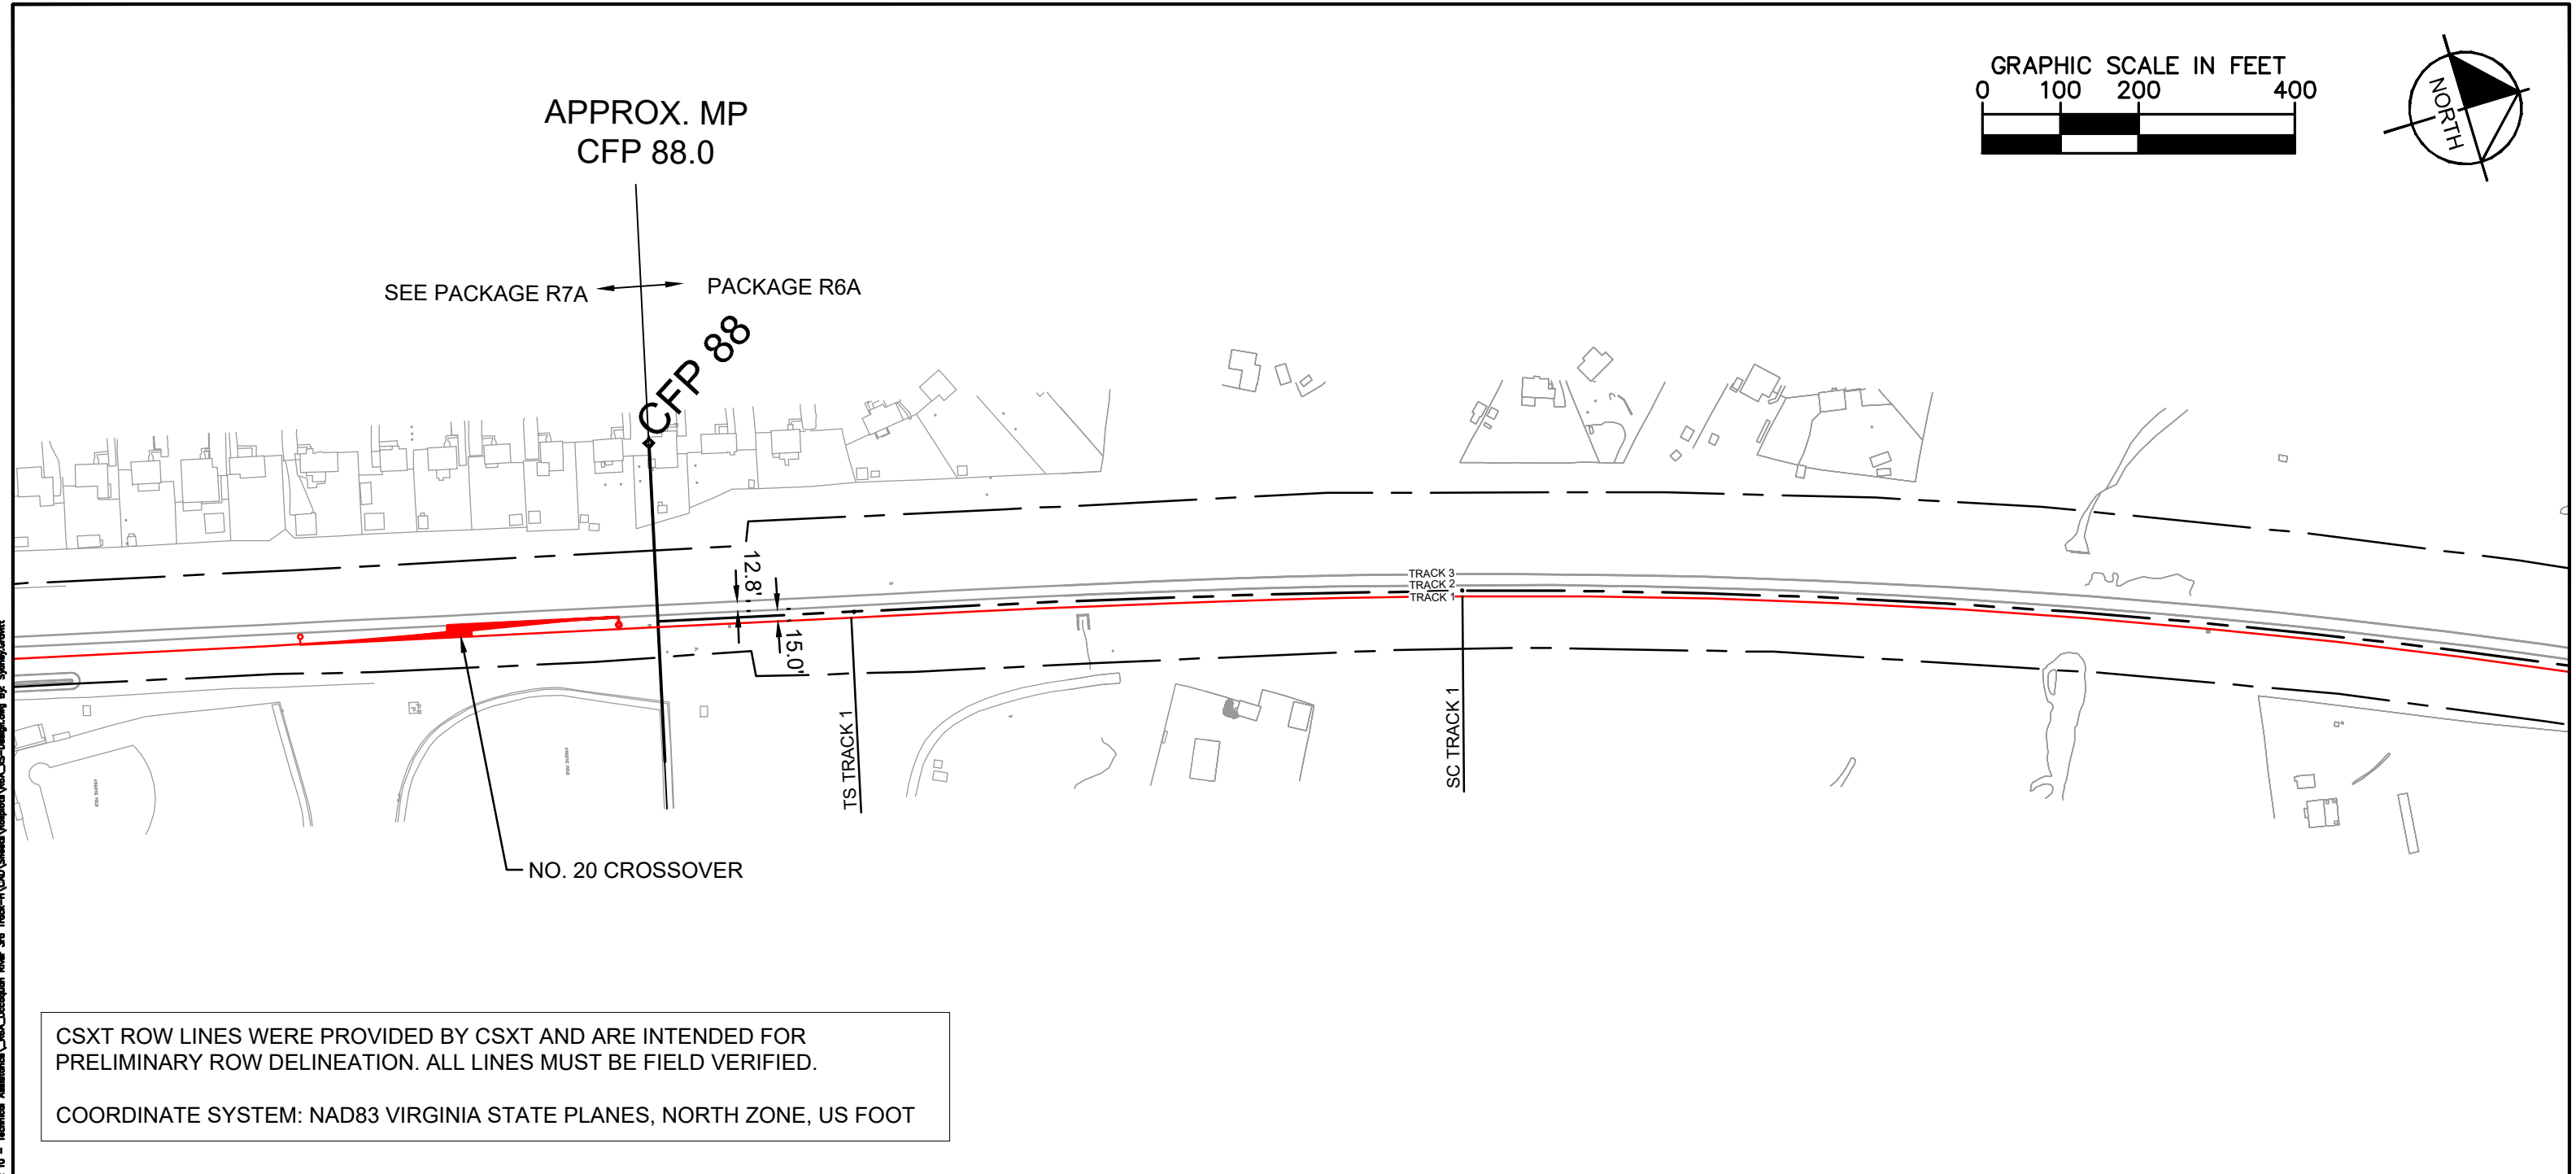 GRAPHIC SCALE IN FEET
0 100 200 400
NORTH
APPROX. MP
CFP 88.0
SEE PACKAGE R7A
PACKAGE R6A
CFP 88
12.8'
15.0'
TRACK 3
TRACK 2
TRACK 1
TS TRACK 1
SC TRACK 1
NO. 20 CROSSOVER
CSXT ROW LINES WERE PROVIDED BY CSXT AND ARE INTENDED FOR
PRELIMINARY ROW DELINEATION. ALL LINES MUST BE FIELD VERIFIED.
COORDINATE SYSTEM: NAD83 VIRGINIA STATE PLANES, NORTH ZONE, US FOOT